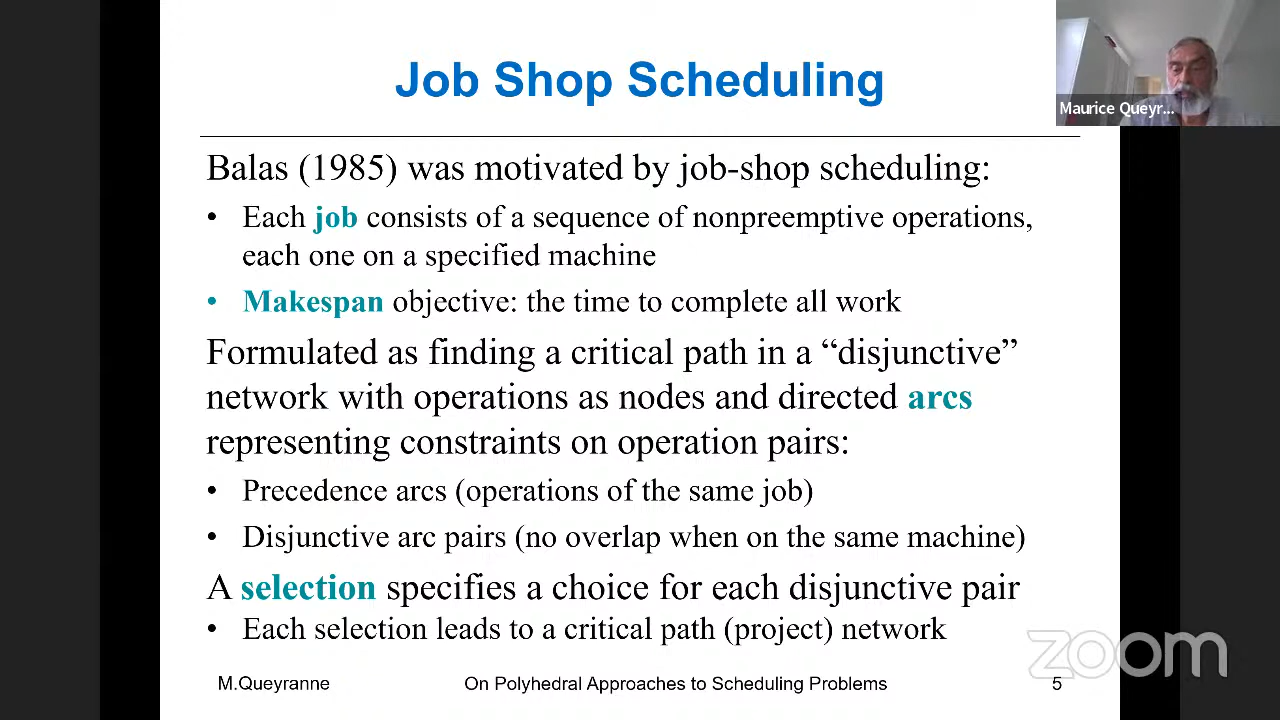 Job Shop Scheduling
Maurice Queyr...
Balas (1985) was motivated by job-shop scheduling:
• Each job consists of a sequence of nonpreemptive operations,
each one on a specified machine
• Makespan objective: the time to complete all work
Formulated as finding a critical path in a “disjunctive”
network with operations as nodes and directed arcs
representing constraints on operation pairs:
• Precedence arcs (operations of the same job)
• Disjunctive arc pairs (no overlap when on the same machine)
A selection specifies a choice for each disjunctive pair
• Each selection leads to a critical path (project) network
zoom
M.Queyranne On Polyhedral Approaches to Scheduling Problems 5